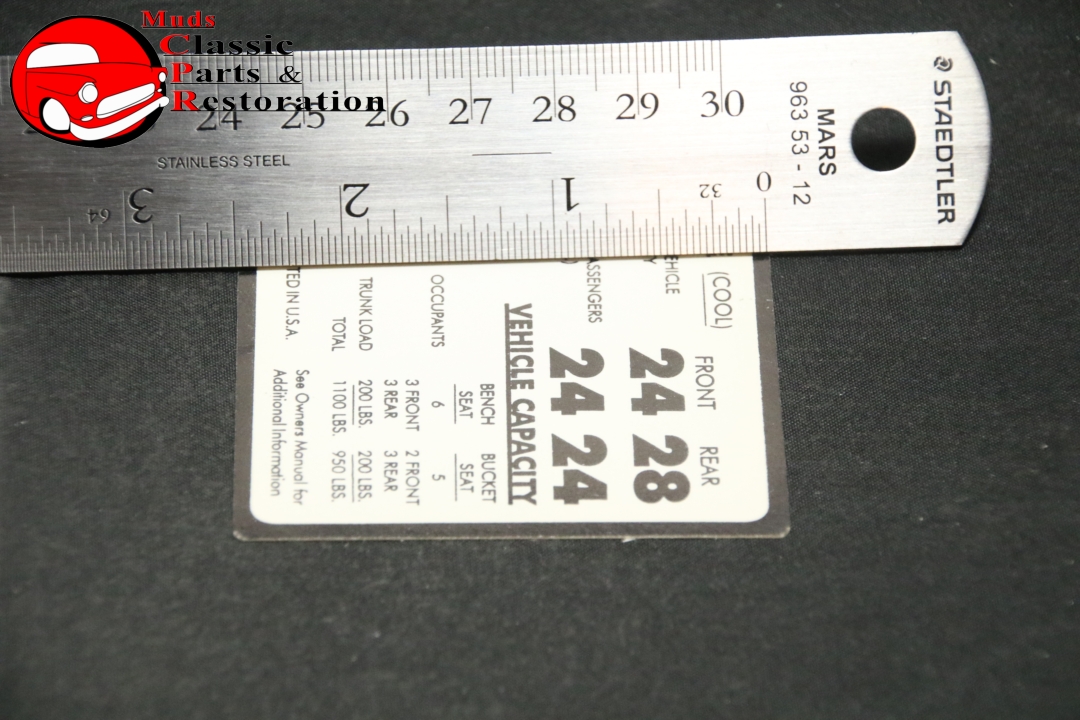 Muds
Classic
Parts &
Restoration
24 25 26 27 28 29 30
STAINLESS STEEL
64 3 2 1 32 0
MARS
963 53 - 12
STAEDTLER
(COOL) FRONT REAR
24 28
24 24
VEHICLE CAPACITY
BENCH SEAT BUCKET SEAT
OCCUPANTS 6 5
3 FRONT 2 FRONT
3 REAR 3 REAR
TRUNK LOAD 200 LBS. 200 LBS.
TOTAL 1100 LBS. 950 LBS.
See Owners Manual for
IN U.S.A. Additional Information